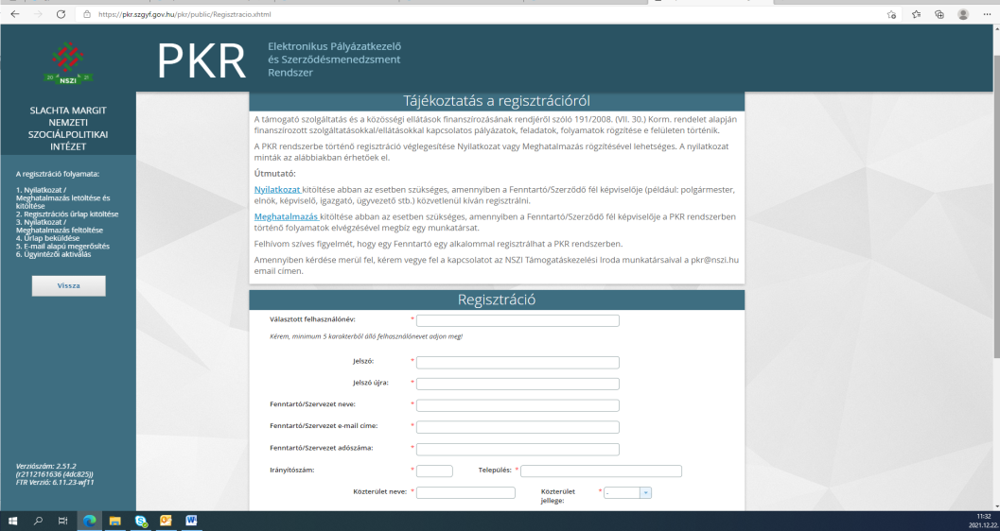 https://pkr.szgyf.gov.hu/pkr/public/Regisztracio.xhtml
20 21
NSZI
PKR
Elektronikus Pályázatkezelő
és Szerződésmenedzsment
Rendszer
SLACHTA MARGIT
NEMZETI
SZOCIÁLPOLITIKAI
INTÉZET
A regisztráció folyamata:
1. Nyilatkozat /
Meghatalmazás letöltése és
kitöltése
2. Regisztrációs űrlap kitöltése
3. Nyilatkozat /
Meghatalmazás feltöltése
4. Űrlap beküldése
5. E-mail alapú megerősítés
6. Ügyintézői aktiválás
Vissza
Verziószám: 2.51.2
(r2112161636 (4dc825))
FTR Verzió: 6.11.23-wf11
Tájékoztatás a regisztrációról
A támogató szolgáltatás és a közösségi ellátások finanszírozásának rendjéről szóló 191/2008. (VII. 30.) Korm. rendelet alapján
finanszírozott szolgáltatásokkal/ellátásokkal kapcsolatos pályázatok, feladatok, folyamatok rögzítése e felületen történik.
A PKR rendszerbe történő regisztráció véglegesítése Nyilatkozat vagy Meghatalmazás rögzítésével lehetséges. A nyilatkozat
minták az alábbiakban érhetőek el.
Útmutató:
Nyilatkozat kitöltése abban az esetben szükséges, amennyiben a Fenntartó/Szerződő fél képviselője (például: polgármester,
elnök, képviselő, igazgató, ügyvezető stb.) közvetlenül kíván regisztrálni.
Meghatalmazás kitöltése abban az esetben szükséges, amennyiben a Fenntartó/Szerződő fél képviselője a PKR rendszerben
történő folyamatok elvégzésével megbíz egy munkatársat.
Felhívom szíves figyelmét, hogy egy Fenntartó egy alkalommal regisztrálhat a PKR rendszerben.
Amennyiben kérdése merül fel, kérem vegye fel a kapcsolatot az NSZI Támogatáskezelési Iroda munkatársaival a pkr@nszi.hu
email címen.
Regisztráció
Választott felhasználónév: *
Kérem, minimum 5 karakterből álló felhasználónevet adjon meg!
Jelszó: *
Jelszó újra: *
Fenntartó/Szervezet neve: *
Fenntartó/Szervezet e-mail címe: *
Fenntartó/Szervezet adószáma: *
Irányítószám: * Település: *
Közterület neve: * Közterület * -
jellege:
11:32
2021.12.22.